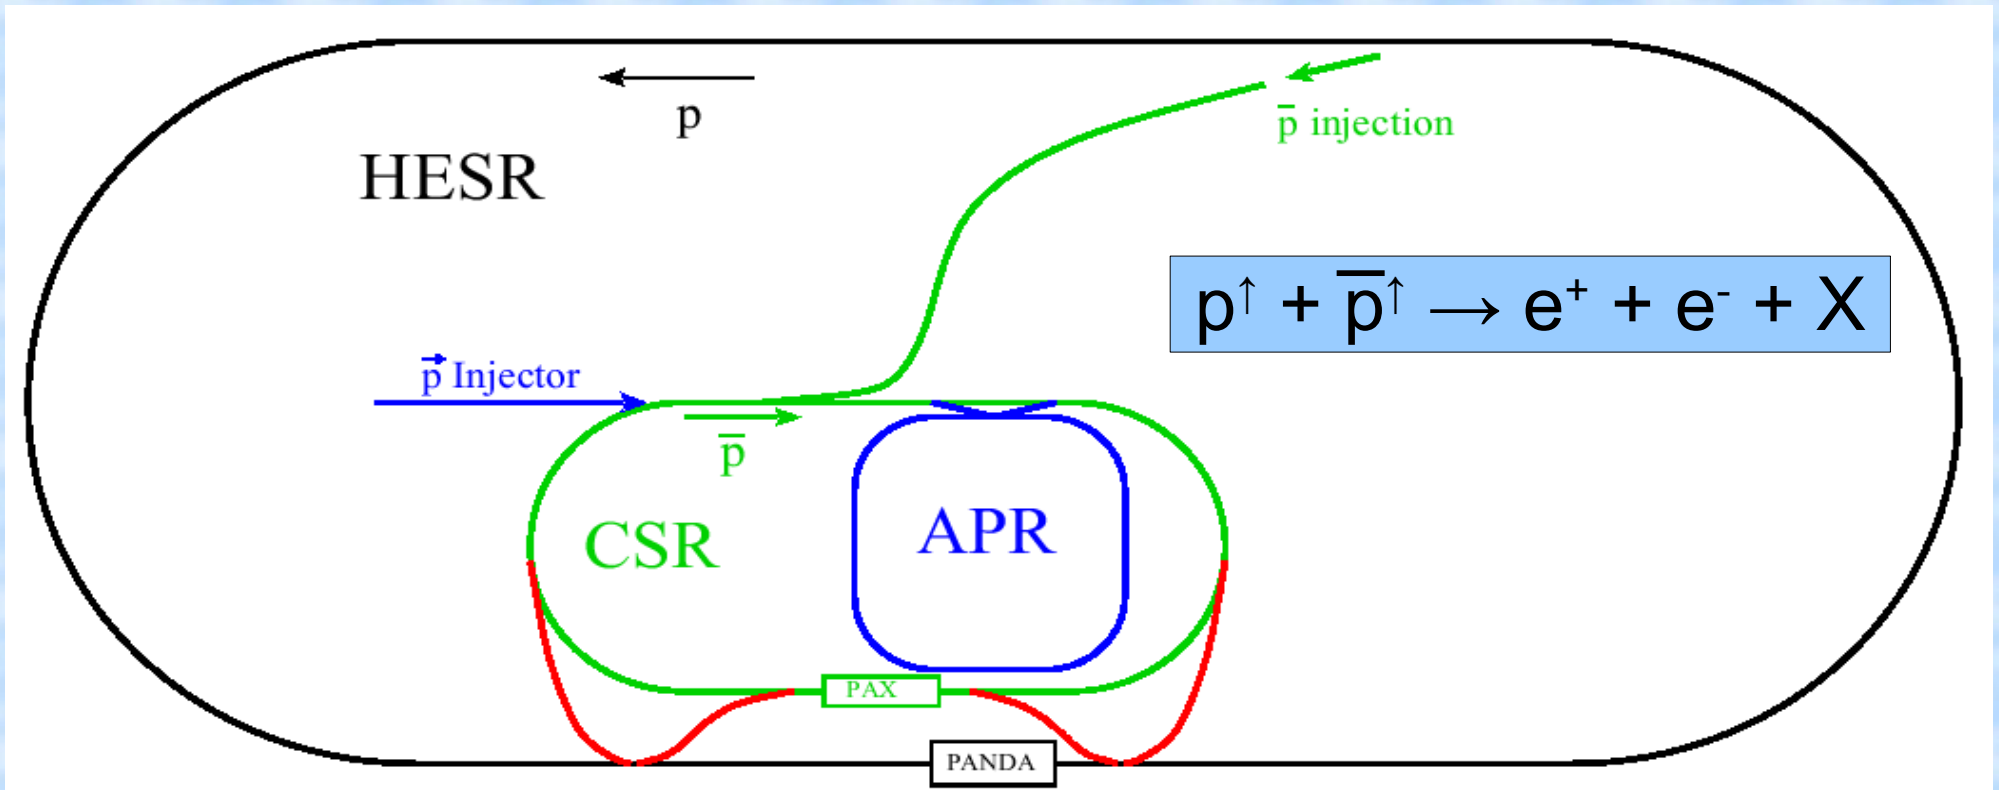 p
p̅ injection
HESR
p↑ + p̅↑ → e⁺ + e⁻ + X
p⃗ Injector
p̅
CSR
APR
PAX
PANDA